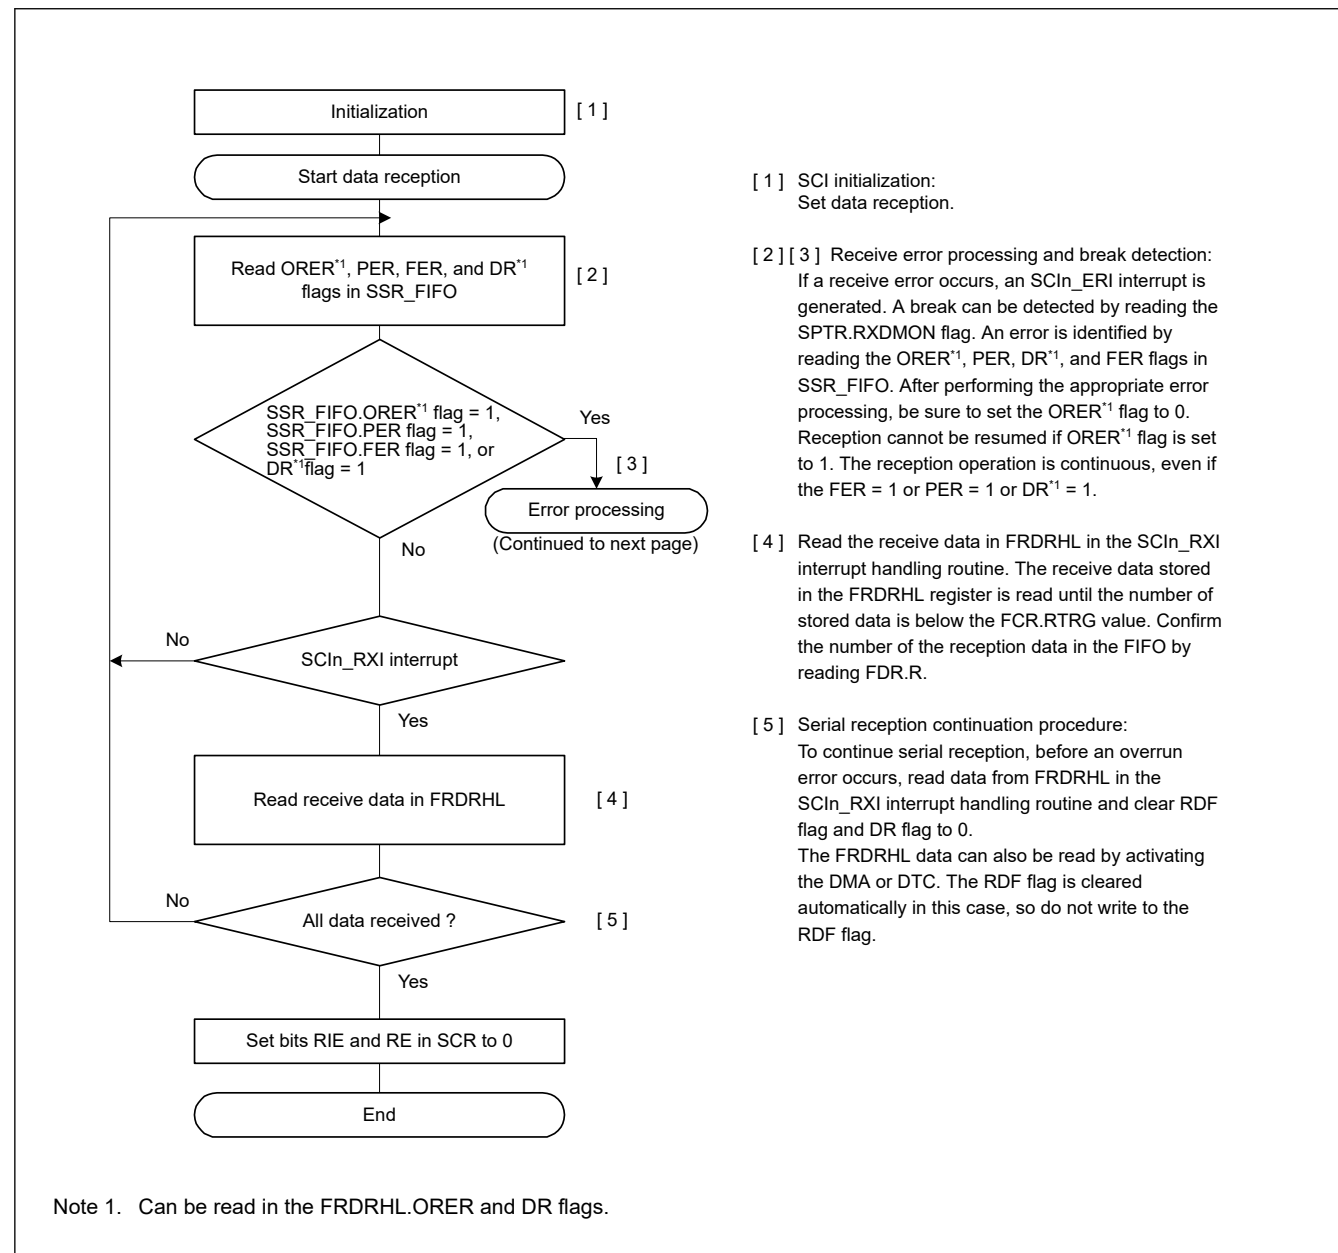 Initialization
[ 1 ]
Start data reception
Read ORER*1, PER, FER, and DR*1
flags in SSR_FIFO
[ 2 ]
SSR_FIFO.ORER*1 flag = 1,
SSR_FIFO.PER flag = 1,
SSR_FIFO.FER flag = 1, or
DR*1flag = 1
Yes
[ 3 ]
Error processing
(Continued to next page)
No
No
SCIn_RXI interrupt
Yes
Read receive data in FRDRHL
[ 4 ]
No
All data received ?
[ 5 ]
Yes
Set bits RIE and RE in SCR to 0
End
[ 1 ] SCI initialization:
Set data reception.
[ 2 ] [ 3 ] Receive error processing and break detection:
If a receive error occurs, an SCIn_ERI interrupt is
generated. A break can be detected by reading the
SPTR.RXDMON flag. An error is identified by
reading the ORER*1, PER, DR*1, and FER flags in
SSR_FIFO. After performing the appropriate error
processing, be sure to set the ORER*1 flag to 0.
Reception cannot be resumed if ORER*1 flag is set
to 1. The reception operation is continuous, even if
the FER = 1 or PER = 1 or DR*1 = 1.
[ 4 ] Read the receive data in FRDRHL in the SCIn_RXI
interrupt handling routine. The receive data stored
in the FRDRHL register is read until the number of
stored data is below the FCR.RTRG value. Confirm
the number of the reception data in the FIFO by
reading FDR.R.
[ 5 ] Serial reception continuation procedure:
To continue serial reception, before an overrun
error occurs, read data from FRDRHL in the
SCIn_RXI interrupt handling routine and clear RDF
flag and DR flag to 0.
The FRDRHL data can also be read by activating
the DMA or DTC. The RDF flag is cleared
automatically in this case, so do not write to the
RDF flag.
Note 1. Can be read in the FRDRHL.ORER and DR flags.